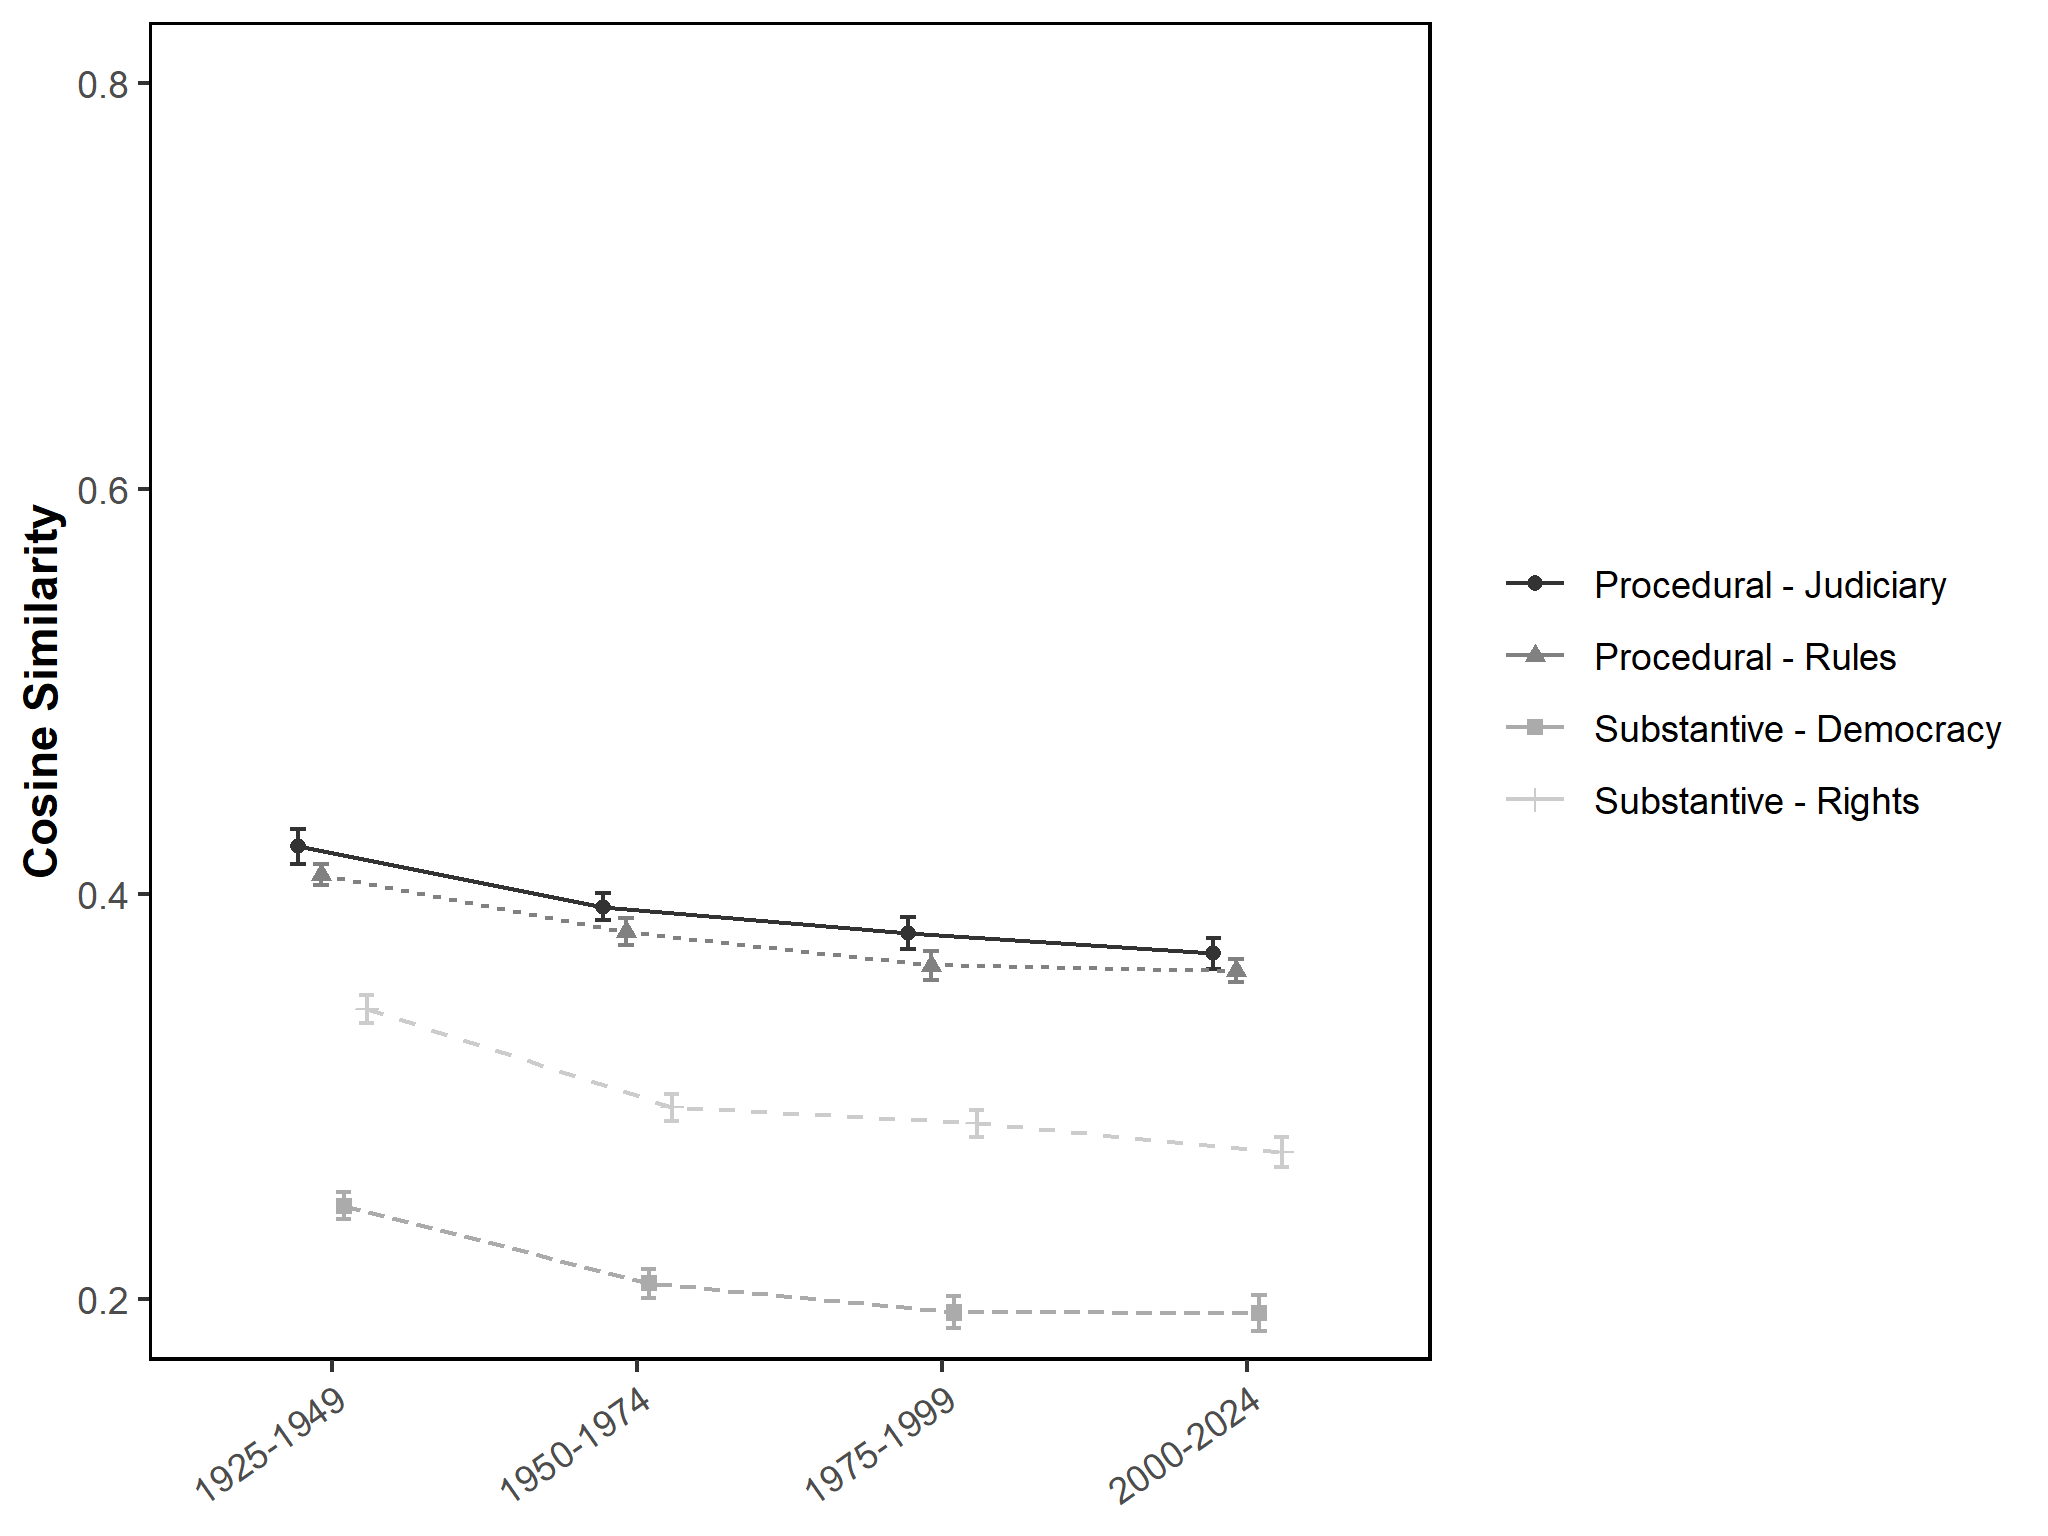 Cosine Similarity
0.8
0.6
0.4
0.2
1925-1949
1950-1974
1975-1999
2000-2024
Procedural - Judiciary
Procedural - Rules
Substantive - Democracy
Substantive - Rights